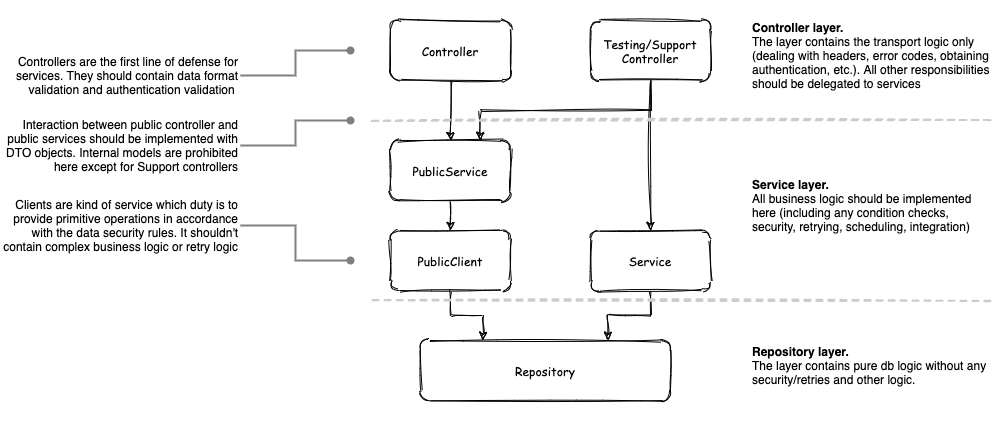 Controllers are the first line of defense for
services. They should contain data format
validation and authentication validation
Interaction between public controller and
public services should be implemented with
DTO objects. Internal models are prohibited
here except for Support controllers
Clients are kind of service which duty is to
provide primitive operations in accordance
with the data security rules. It shouldn't
contain complex business logic or retry logic
Controller
Testing/Support
Controller
PublicService
PublicClient
Service
Repository
Controller layer.
The layer contains the transport logic only
(dealing with headers, error codes, obtaining
authentication, etc.). All other responsibilities
should be delegated to services
Service layer.
All business logic should be implemented
here (including any condition checks,
security, retrying, scheduling, integration)
Repository layer.
The layer contains pure db logic without any
security/retries and other logic.